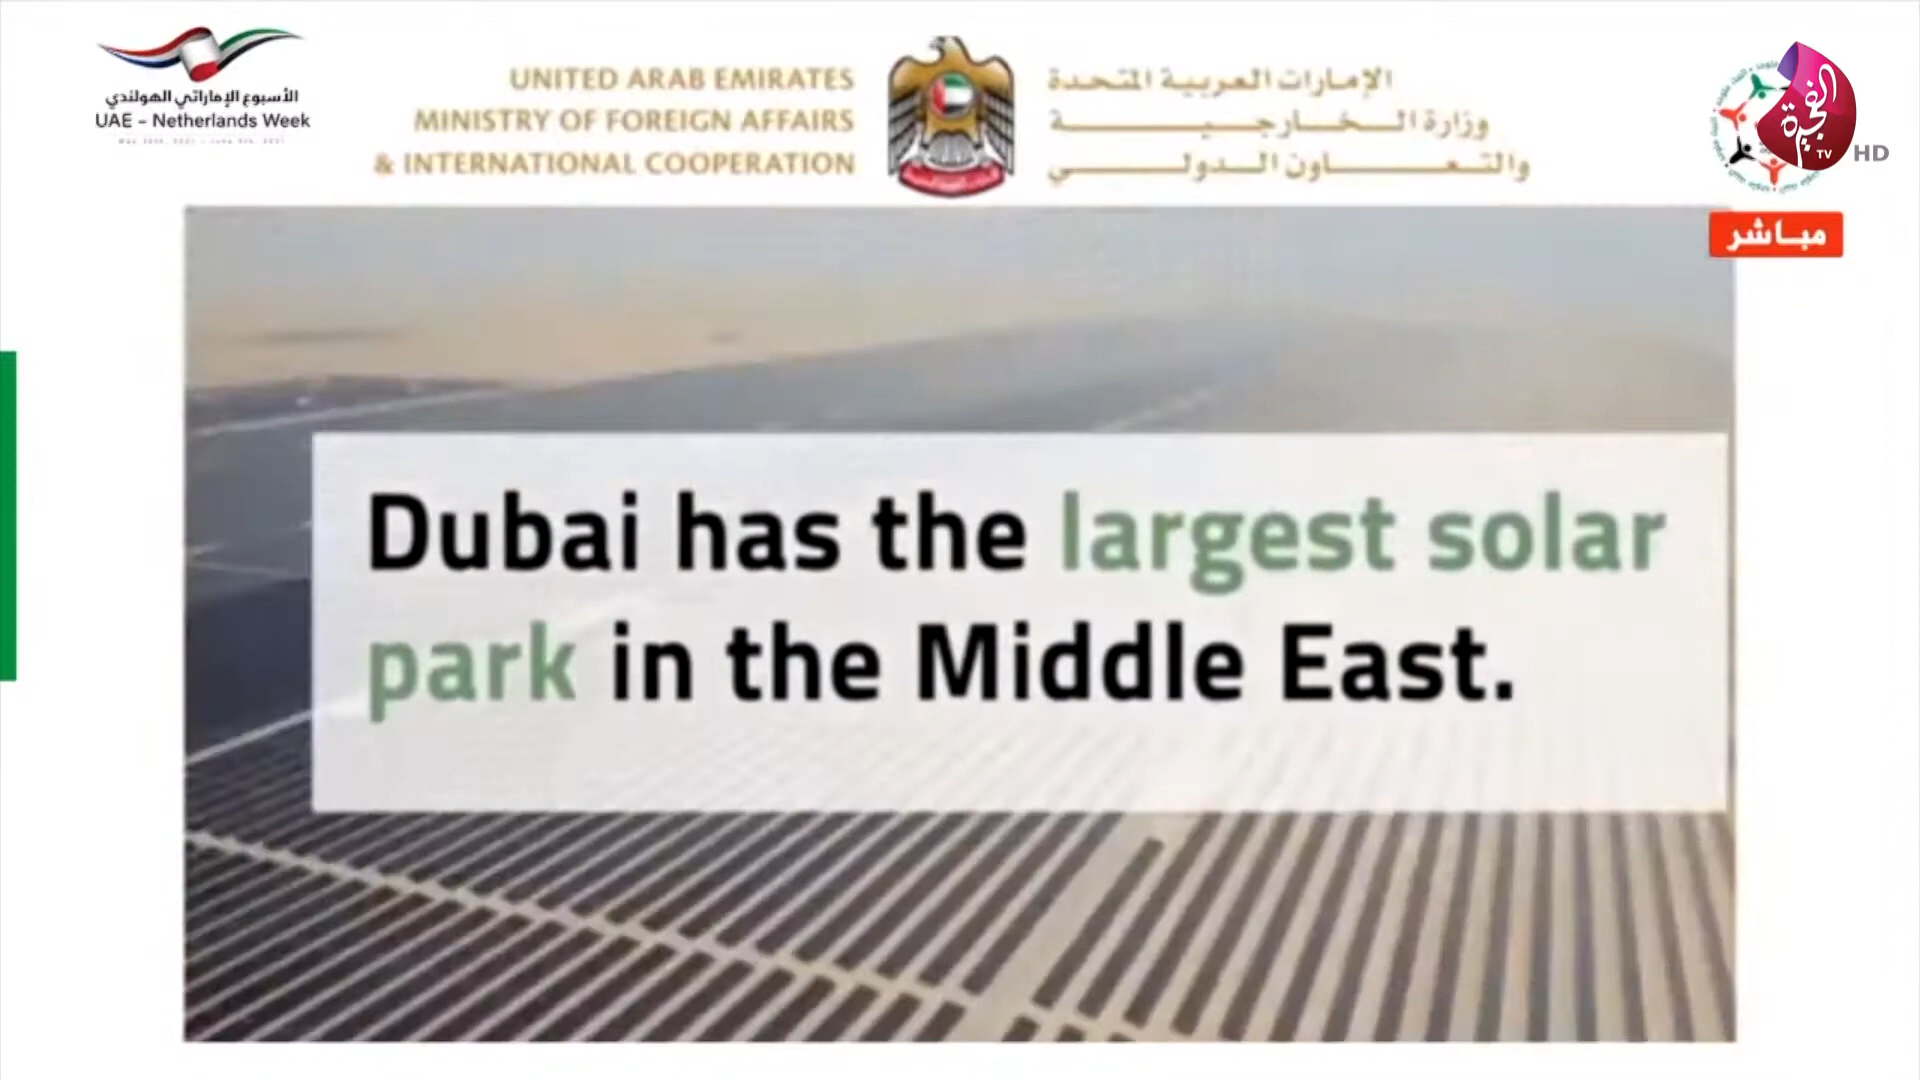 الأسبوع الإماراتي الهولندي
UAE - Netherlands Week
UNITED ARAB EMIRATES
MINISTRY OF FOREIGN AFFAIRS
& INTERNATIONAL COOPERATION
الإمارات العربية المتحدة
وزارة الخارجية
والتعاون الدولي
الفجيرة
TV
HD
مباشر
Dubai has the largest solar
park in the Middle East.